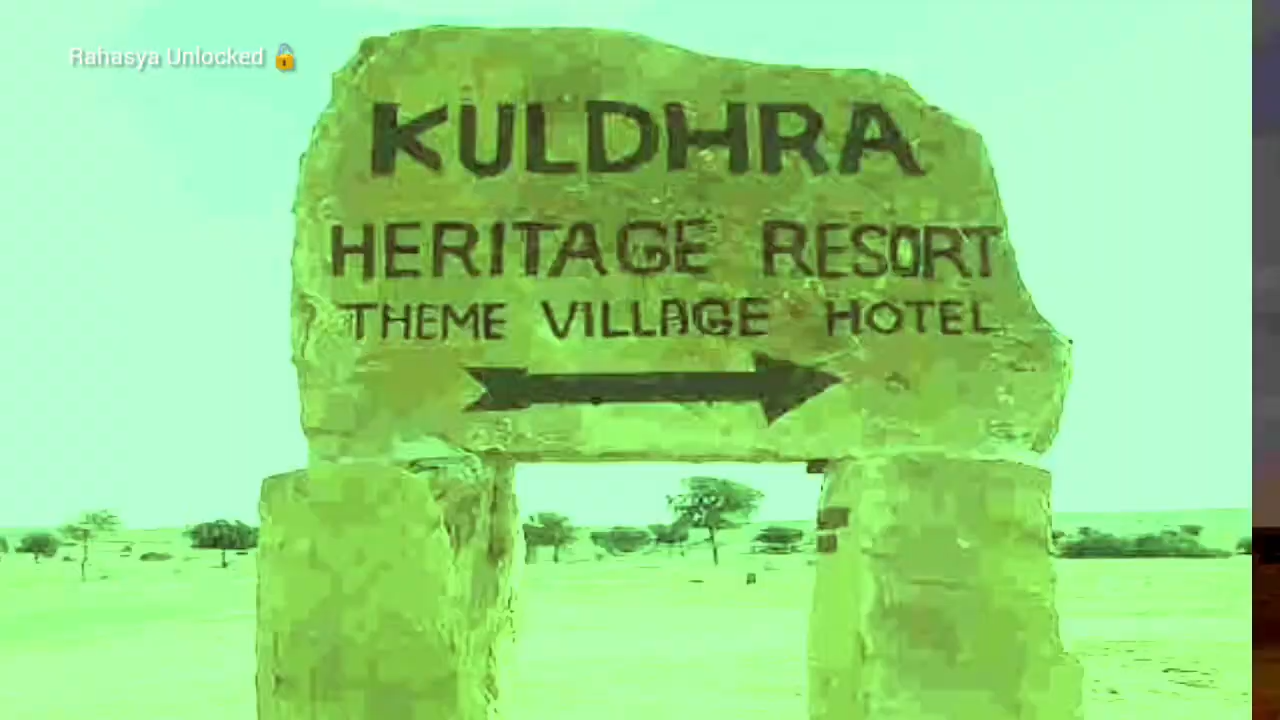 Rahasya Unlocked 🔓
KULDHRA
HERITAGE RESORT
THEME VILLAGE HOTEL